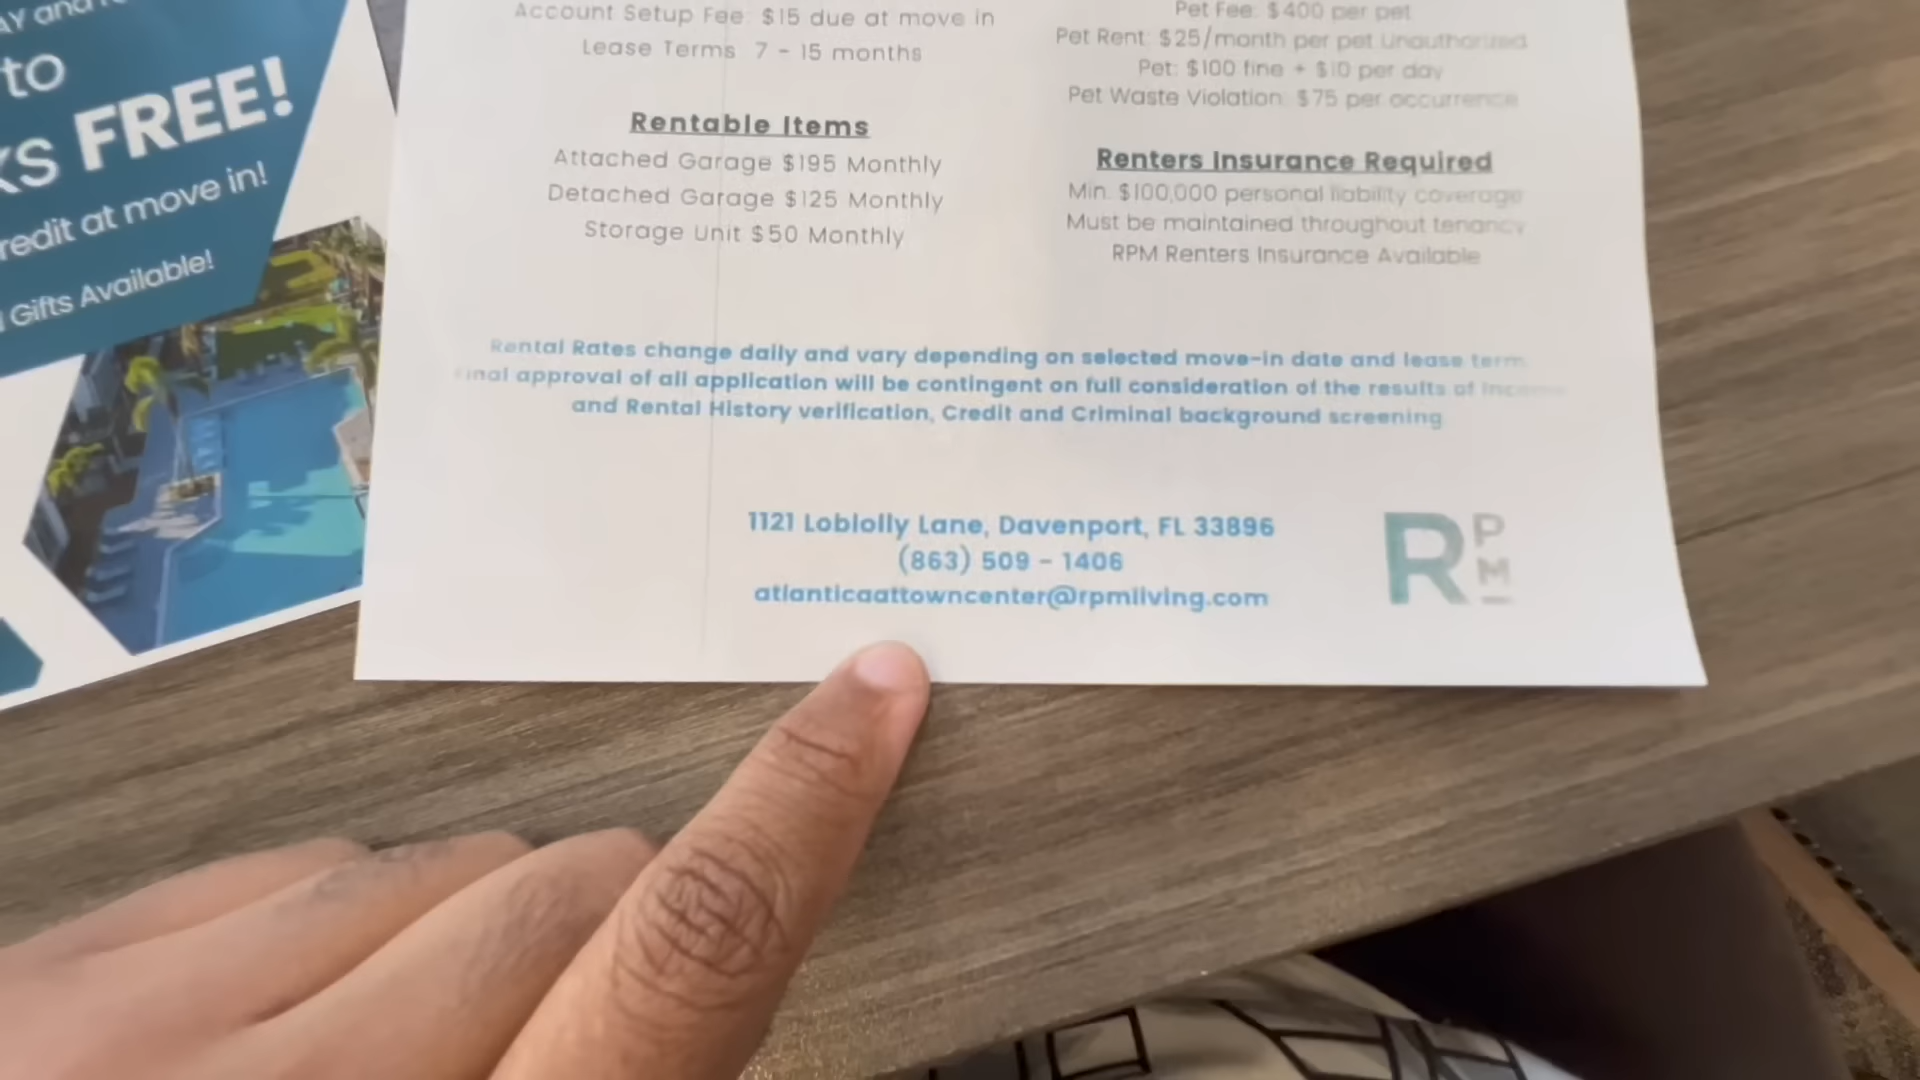 AY and
to
KS FREE!
redit at move in!
Gifts Available!
Account Setup Fee: $15 due at move in
Lease Terms 7 - 15 months
Rentable Items
Attached Garage $195 Monthly
Detached Garage $125 Monthly
Storage Unit $50 Monthly
Pet Fee: $400 per pet
Pet Rent: $25/month per pet Unauthorized
Pet: $100 fine + $10 per day
Pet Waste Violation: $75 per occurrence
Renters Insurance Required
Min. $100,000 personal liability coverage
Must be maintained throughout tenancy
RPM Renters Insurance Available
Rental Rates change daily and vary depending on selected move-in date and lease term.
inal approval of all application will be contingent on full consideration of the results of Income
and Rental History verification, Credit and Criminal background screening
1121 Loblolly Lane, Davenport, FL 33896
(863) 509 - 1406
atlanticaattowncenter@rpmliving.com
RPM